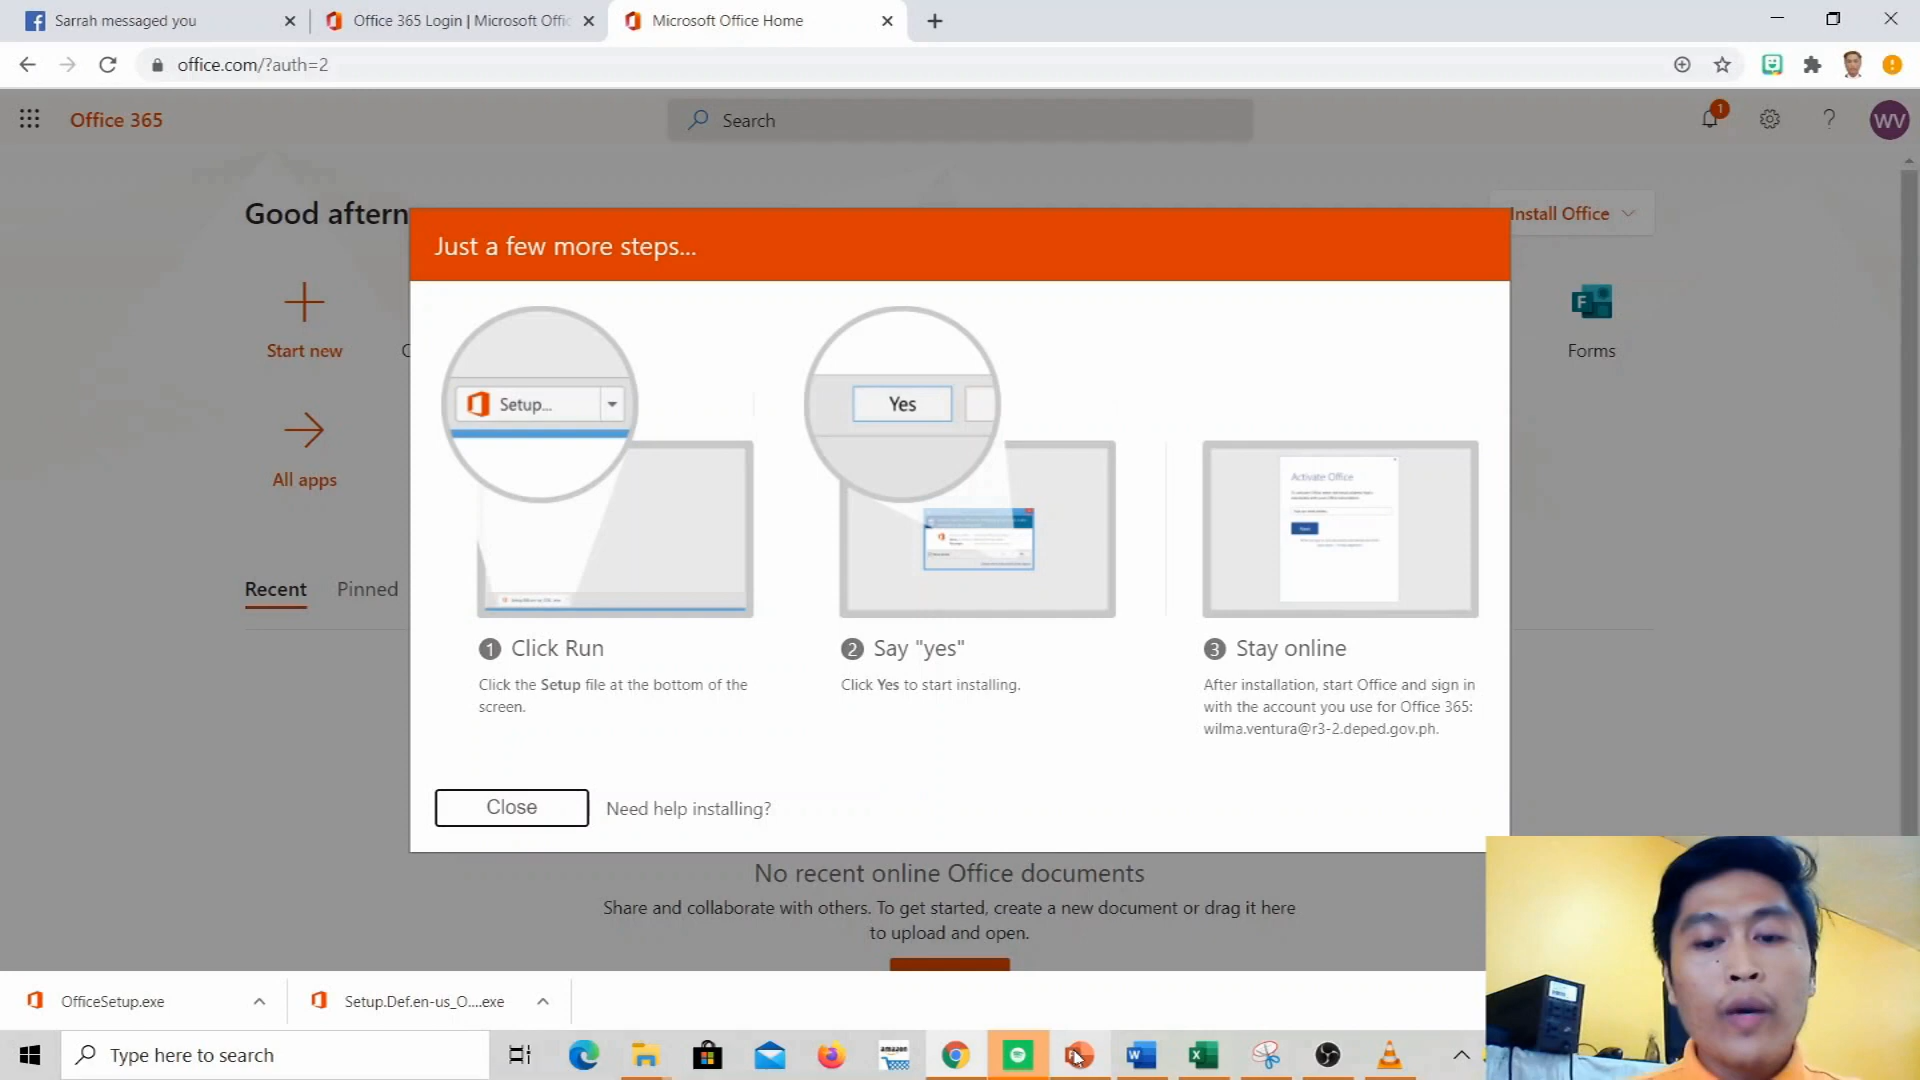 Sarrah messaged you
Office 365 Login | Microsoft Offic
Microsoft Office Home
office.com/?auth=2
Office 365
Search
1
WV
Good aftern
Install Office
Just a few more steps...
Start new
Forms
All apps
Setup...
Yes
Activate Office
Recent
Pinned
1 Click Run
Click the Setup file at the bottom of the
screen.
2 Say "yes"
Click Yes to start installing.
3 Stay online
After installation, start Office and sign in
with the account you use for Office 365:
wilma.ventura@r3-2.deped.gov.ph.
Close
Need help installing?
No recent online Office documents
Share and collaborate with others. To get started, create a new document or drag it here
to upload and open.
OfficeSetup.exe
Setup.Def.en-us_O....exe
Type here to search
amazon